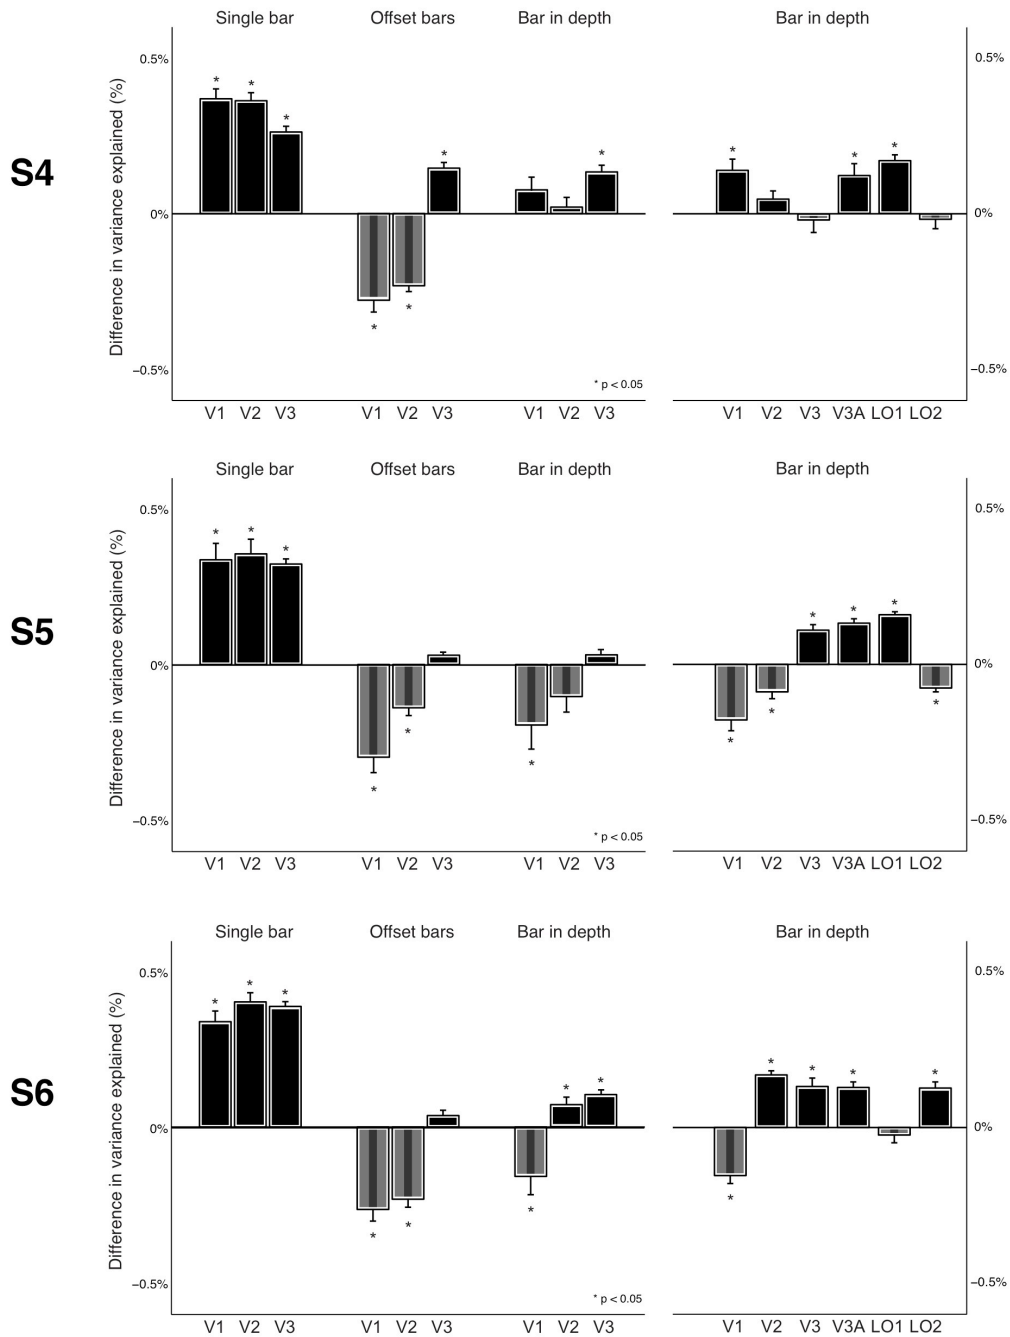 Single bar Offset bars Bar in depth Bar in depth
0.5% 0.5%
* * * * * * * *
S4
Difference in variance explained (%)
0% 0%
* *
−0.5% −0.5%
* p < 0.05
V1 V2 V3 V1 V2 V3 V1 V2 V3 V1 V2 V3 V3A LO1 LO2
Single bar Offset bars Bar in depth Bar in depth
0.5% 0.5%
* * * * * *
S5
Difference in variance explained (%)
0% 0%
* * * * * *
−0.5% −0.5%
* p < 0.05
V1 V2 V3 V1 V2 V3 V1 V2 V3 V1 V2 V3 V3A LO1 LO2
Single bar Offset bars Bar in depth Bar in depth
0.5% 0.5%
* * * * * * * * *
S6
Difference in variance explained (%)
0% 0%
* * * *
−0.5% −0.5%
* p < 0.05
V1 V2 V3 V1 V2 V3 V1 V2 V3 V1 V2 V3 V3A LO1 LO2